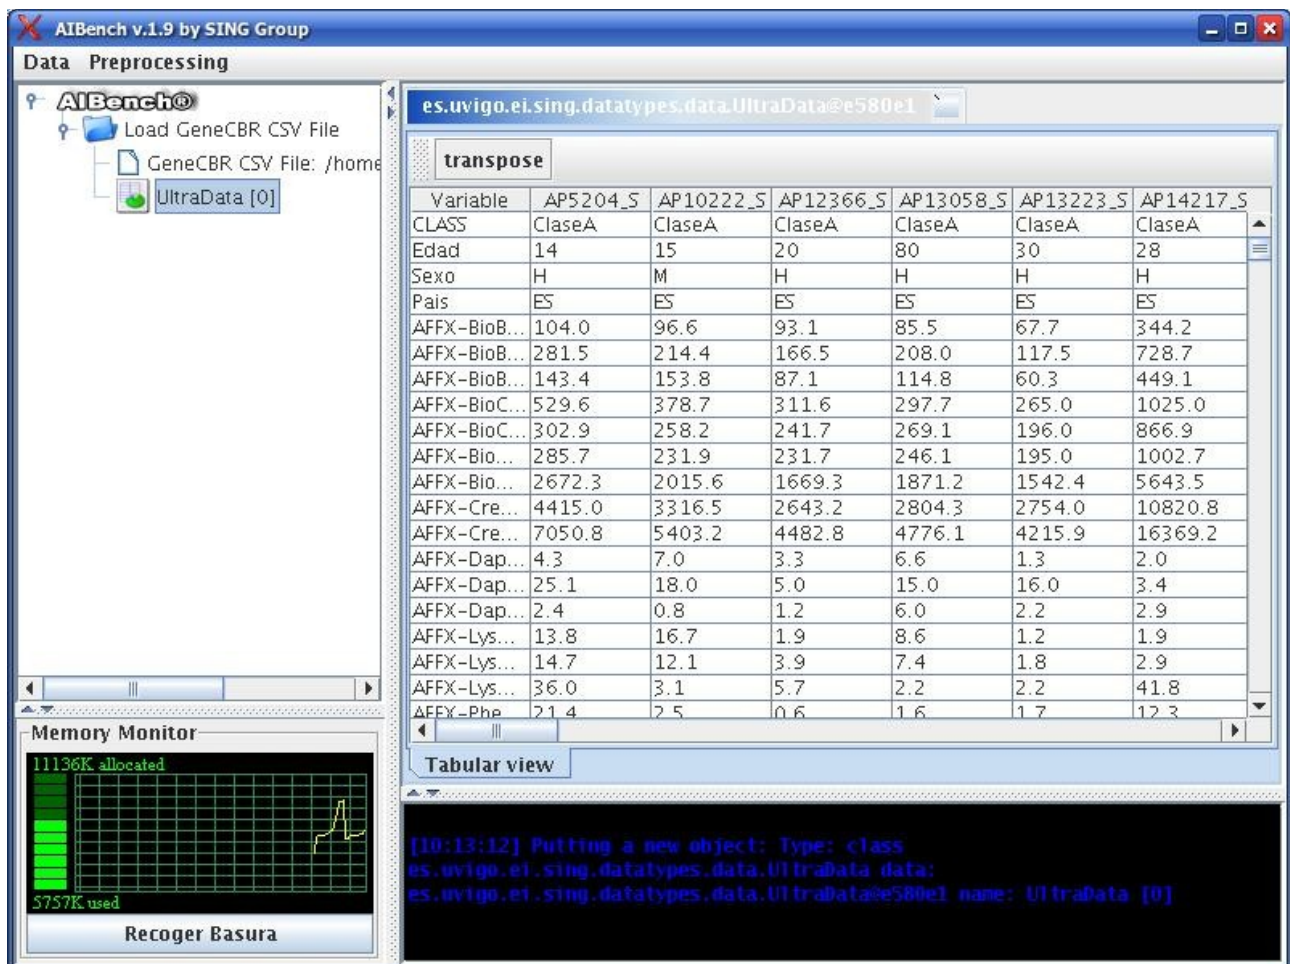 AIBench v.1.9 by SING Group
Data Preprocessing
AIBench®
Load GeneCBR CSV File
GeneCBR CSV File: /home
UltraData [0]
es.uvigo.ei.sing.datatypes.data.UltraData@e580e1
transpose
Variable AP5204_S AP10222_S AP12366_S AP13058_S AP13223_S AP14217_S
CLASS ClaseA ClaseA ClaseA ClaseA ClaseA ClaseA
Edad 14 15 20 80 30 28
Sexo H M H H H H
Pais ES ES ES ES ES ES
AFFX-BioB... 104.0 96.6 93.1 85.5 67.7 344.2
AFFX-BioB... 281.5 214.4 166.5 208.0 117.5 728.7
AFFX-BioB... 143.4 153.8 87.1 114.8 60.3 449.1
AFFX-BioC... 529.6 378.7 311.6 297.7 265.0 1025.0
AFFX-BioC... 302.9 258.2 241.7 269.1 196.0 866.9
AFFX-Bio... 285.7 231.9 231.7 246.1 195.0 1002.7
AFFX-Bio... 2672.3 2015.6 1669.3 1871.2 1542.4 5643.5
AFFX-Cre... 4415.0 3316.5 2643.2 2804.3 2754.0 10820.8
AFFX-Cre... 7050.8 5403.2 4482.8 4776.1 4215.9 16369.2
AFFX-Dap... 4.3 7.0 3.3 6.6 1.3 2.0
AFFX-Dap... 25.1 18.0 5.0 15.0 16.0 3.4
AFFX-Dap... 2.4 0.8 1.2 6.0 2.2 2.9
AFFX-Lys... 13.8 16.7 1.9 8.6 1.2 1.9
AFFX-Lys... 14.7 12.1 3.9 7.4 1.8 2.9
AFFX-Lys... 36.0 3.1 5.7 2.2 2.2 41.8
AFFX-Phe 21.4 2.5 0.6 1.6 1.7 12.3
Tabular view
Memory Monitor
11136K allocated
5757K used
Recoger Basura
[10:13:12] Putting a new object: Type: class
es.uvigo.ei.sing.datatypes.data.UltraData data:
es.uvigo.ei.sing.datatypes.data.UltraData@e580e1 name: UltraData [0]